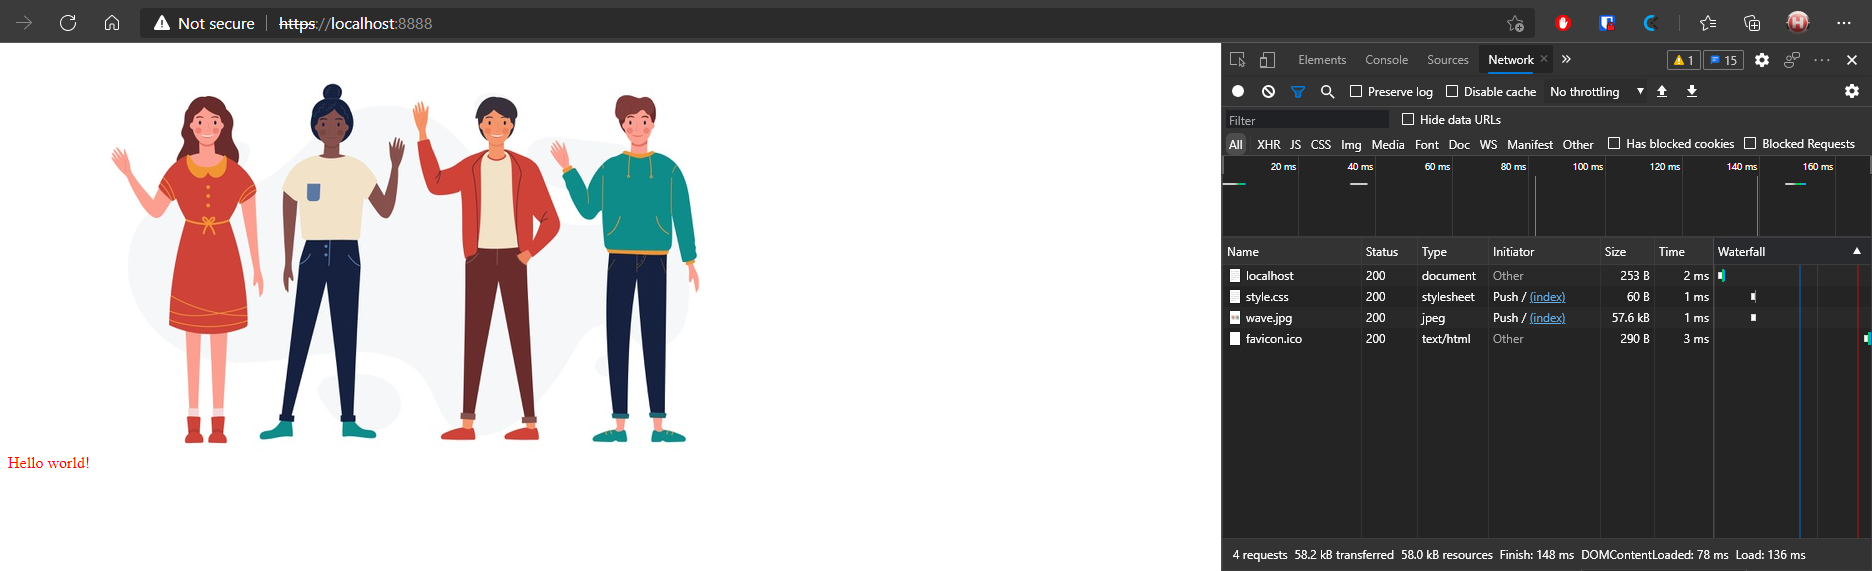 Not secure https://localhost:8888
Elements Console Sources Network 1 15
Preserve log Disable cache No throttling
Filter Hide data URLs
All XHR JS CSS Img Media Font Doc WS Manifest Other Has blocked cookies Blocked Requests
20 ms 40 ms 60 ms 80 ms 100 ms 120 ms 140 ms 160 ms
Name Status Type Initiator Size Time Waterfall
localhost 200 document Other 253 B 2 ms
style.css 200 stylesheet Push / (index) 60 B 1 ms
wave.jpg 200 jpeg Push / (index) 57.6 kB 1 ms
favicon.ico 200 text/html Other 290 B 3 ms
Hello world!
4 requests 58.2 kB transferred 58.0 kB resources Finish: 148 ms DOMContentLoaded: 78 ms Load: 136 ms